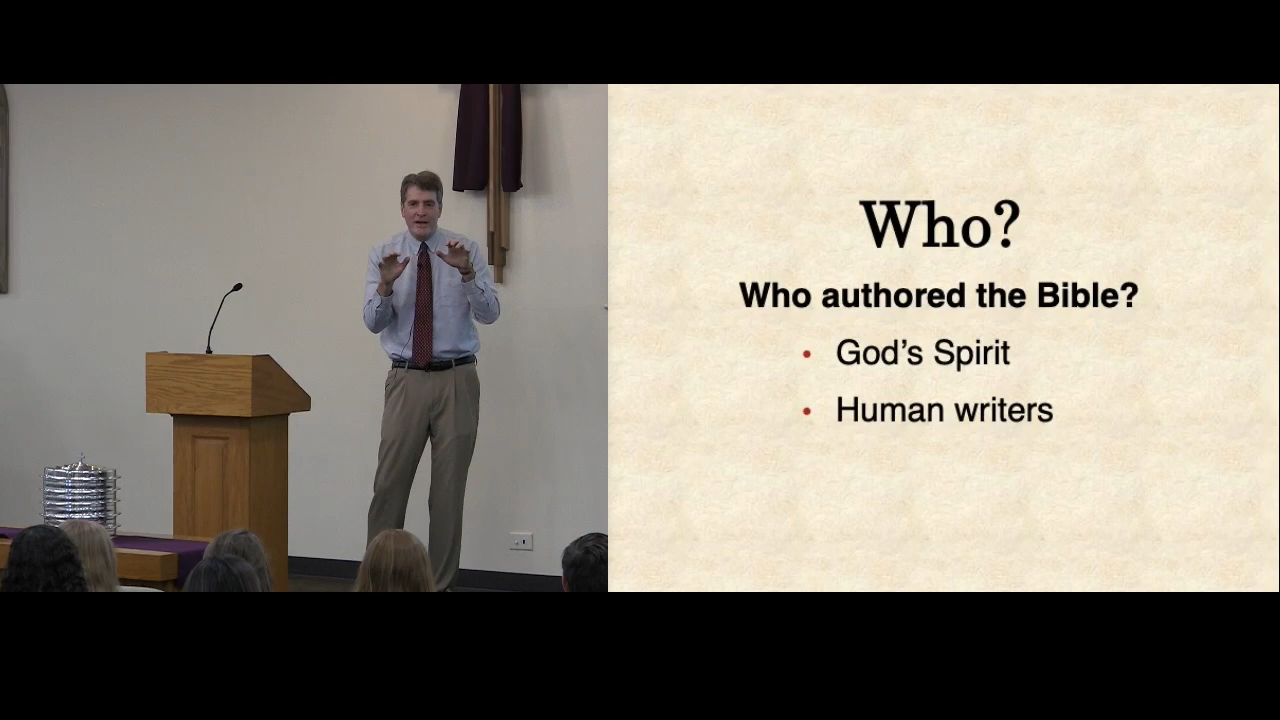 Who?
Who authored the Bible?
• God's Spirit
• Human writers